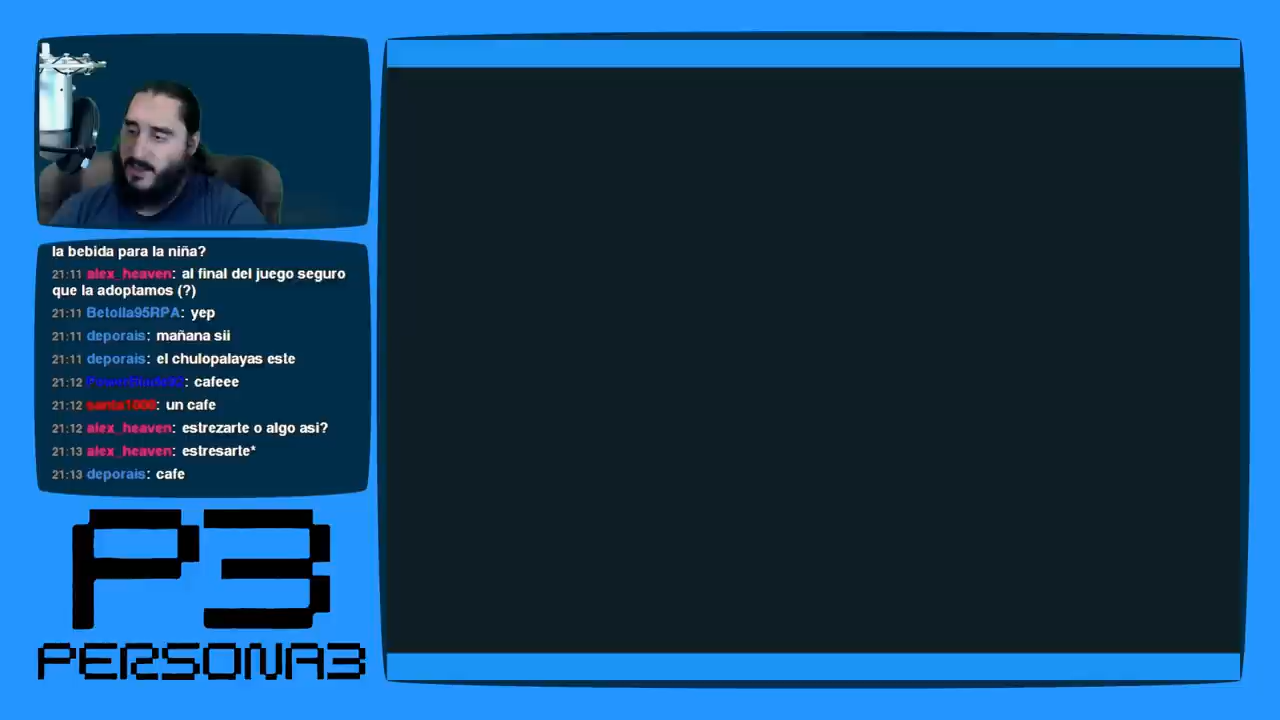 la bebida para la niña?
21:11 alex_heaven: al final del juego seguro
que la adoptamos (?)
21:11 Betolla95RPA: yep
21:11 deporais: mañana sii
21:11 deporais: el chulopalayas este
21:12 : cafeee
21:12 santa1000: un cafe
21:12 alex_heaven: estrezarte o algo asi?
21:13 alex_heaven: estresarte*
21:13 deporais: cafe
P3
PERSONA3